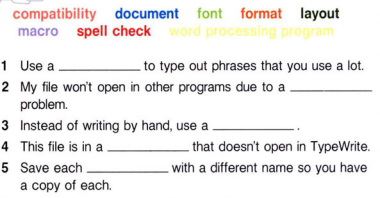 compatibility document font format layout
macro spell check word processing program
1 Use a ____________ to type out phrases that you use a lot.
2 My file won't open in other programs due to a ____________
problem.
3 Instead of writing by hand, use a ____________ .
4 This file is in a ____________ that doesn't open in TypeWrite.
5 Save each ____________ with a different name so you have
a copy of each.